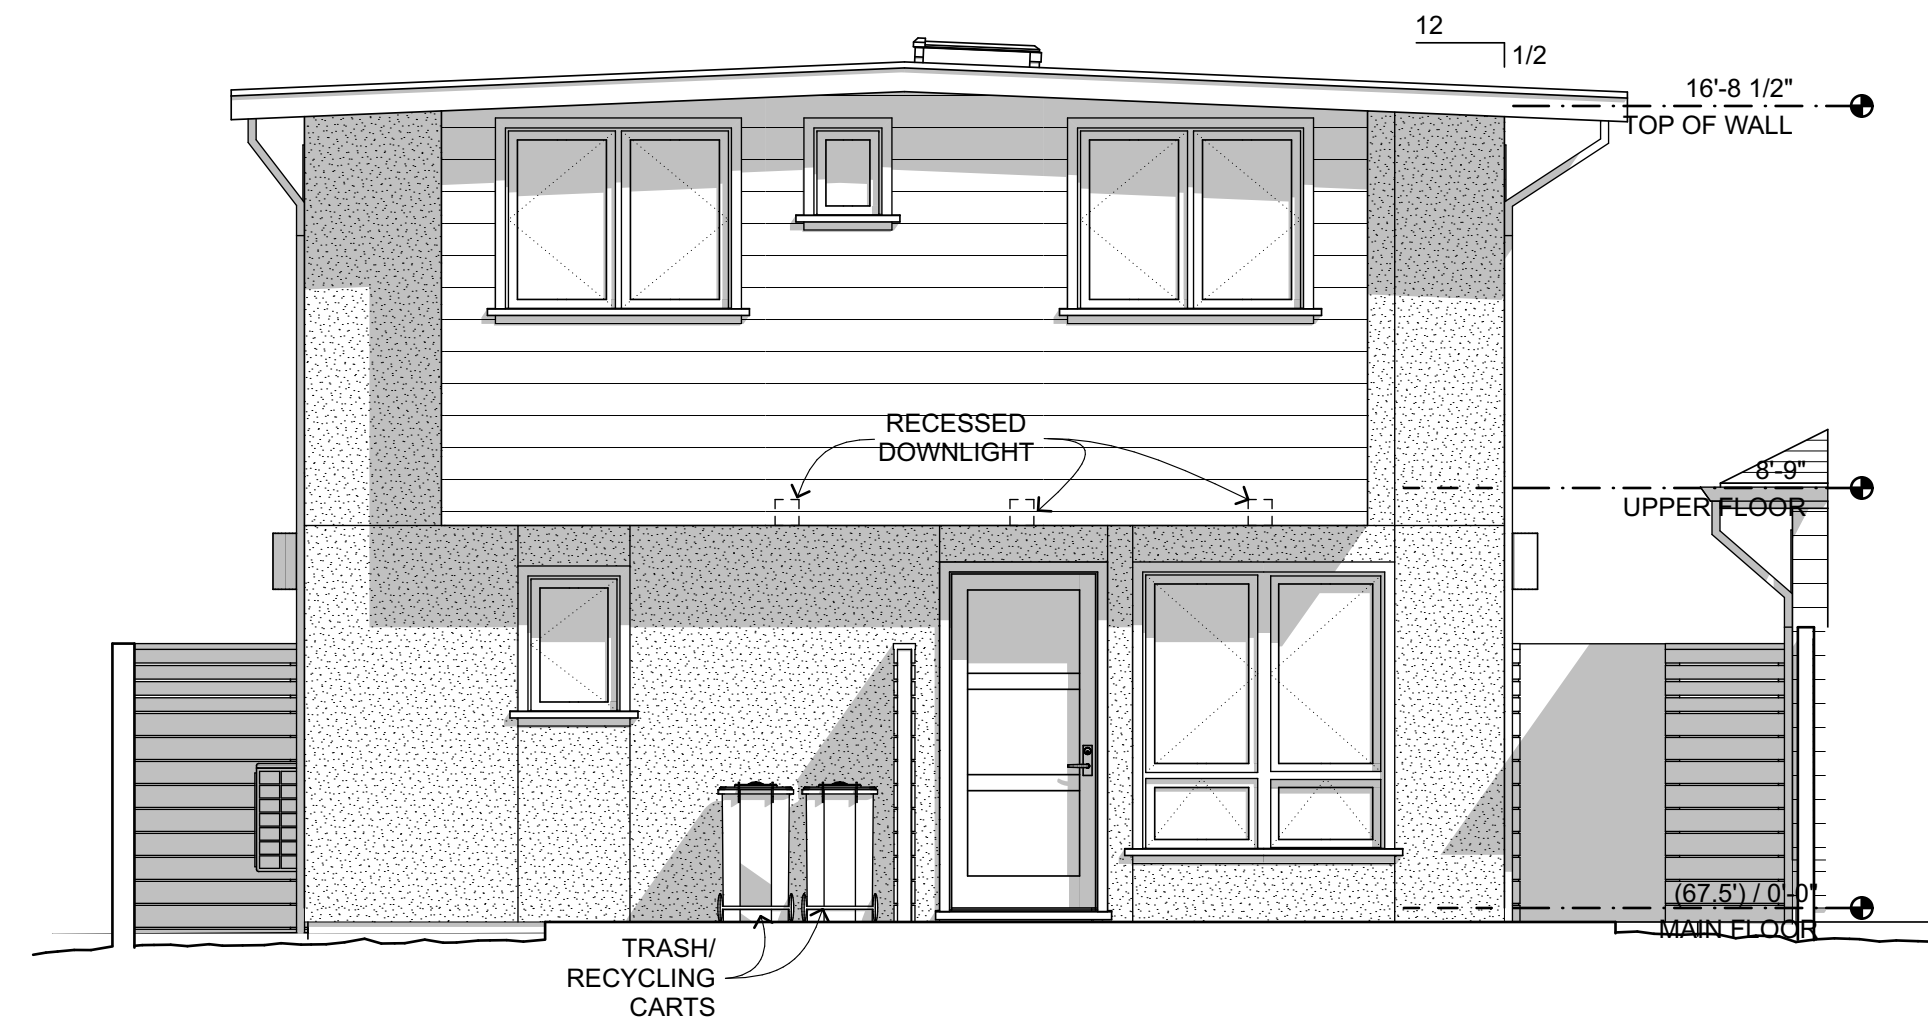 12
1/2
16'-8 1/2"
TOP OF WALL
RECESSED
DOWNLIGHT
8'-9"
UPPER FLOOR
(67.5') / 0'-0"
MAIN FLOOR
TRASH/
RECYCLING
CARTS